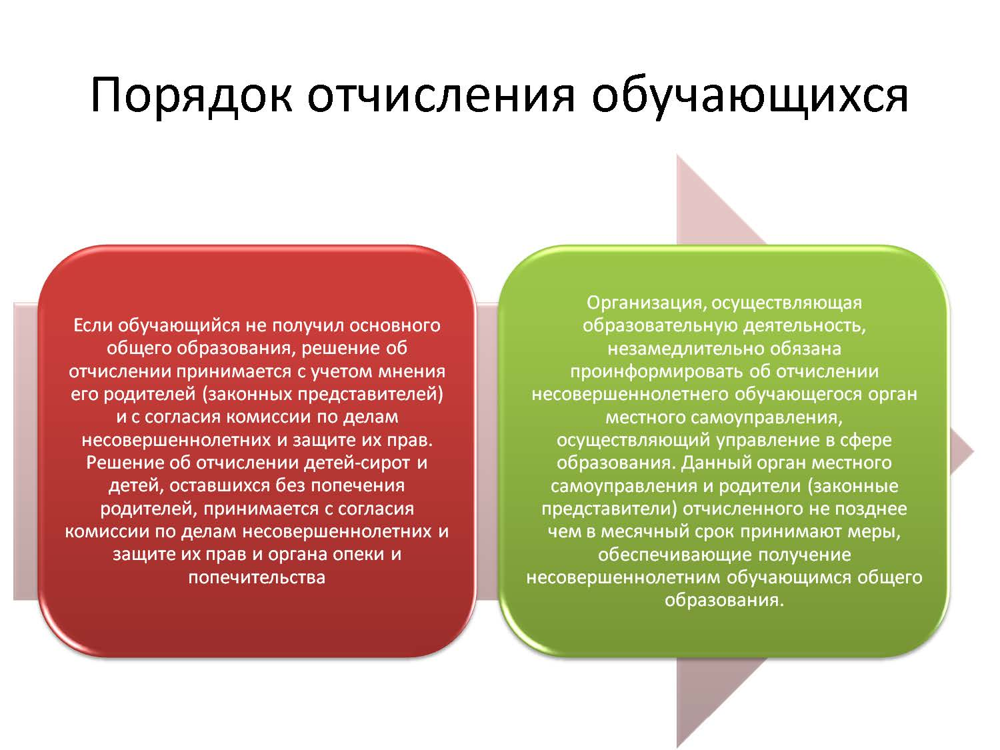 Порядок отчисления обучающихся
Если обучающийся не получил основного
общего образования, решение об
отчислении принимается с учетом мнения
его родителей (законных представителей)
и с согласия комиссии по делам
несовершеннолетних и защите их прав.
Решение об отчислении детей-сирот и
детей, оставшихся без попечения
родителей, принимается с согласия
комиссии по делам несовершеннолетних и
защите их прав и органа опеки и
попечительства
Организация, осуществляющая
образовательную деятельность,
незамедлительно обязана
проинформировать об отчислении
несовершеннолетнего обучающегося орган
местного самоуправления,
осуществляющий управление в сфере
образования. Данный орган местного
самоуправления и родители (законные
представители) отчисленного не позднее
чем в месячный срок принимают меры,
обеспечивающие получение
несовершеннолетним обучающимся общего
образования.